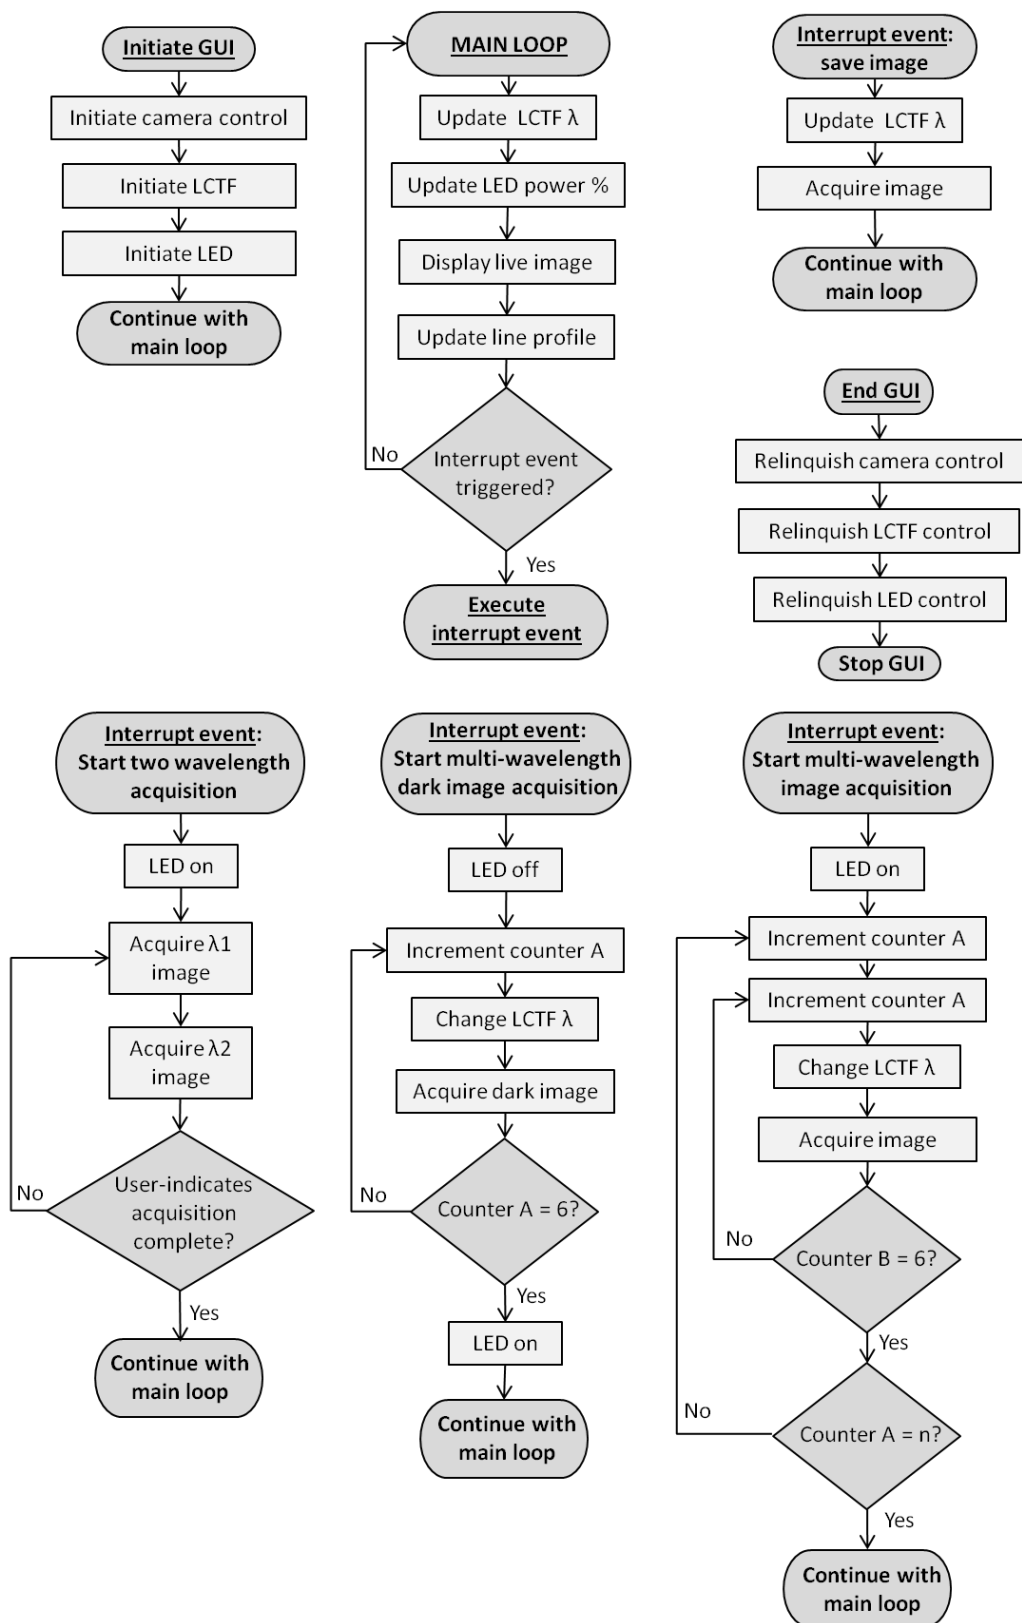 Initiate GUI
Initiate camera control
Initiate LCTF
Initiate LED
Continue with
main loop
MAIN LOOP
Update LCTF λ
Update LED power %
Display live image
Update line profile
Interrupt event
triggered?
No
Yes
Execute
interrupt event
Interrupt event:
save image
Update LCTF λ
Acquire image
Continue with
main loop
End GUI
Relinquish camera control
Relinquish LCTF control
Relinquish LED control
Stop GUI
Interrupt event:
Start two wavelength
acquisition
LED on
Acquire λ1
image
Acquire λ2
image
User-indicates
acquisition
complete?
No
Yes
Continue with
main loop
Interrupt event:
Start multi-wavelength
dark image acquisition
LED off
Increment counter A
Change LCTF λ
Acquire dark image
Counter A = 6?
No
Yes
LED on
Continue with
main loop
Interrupt event:
Start multi-wavelength
image acquisition
LED on
Increment counter A
Increment counter A
Change LCTF λ
Acquire image
Counter B = 6?
No
Yes
Counter A = n?
No
Yes
Continue with
main loop